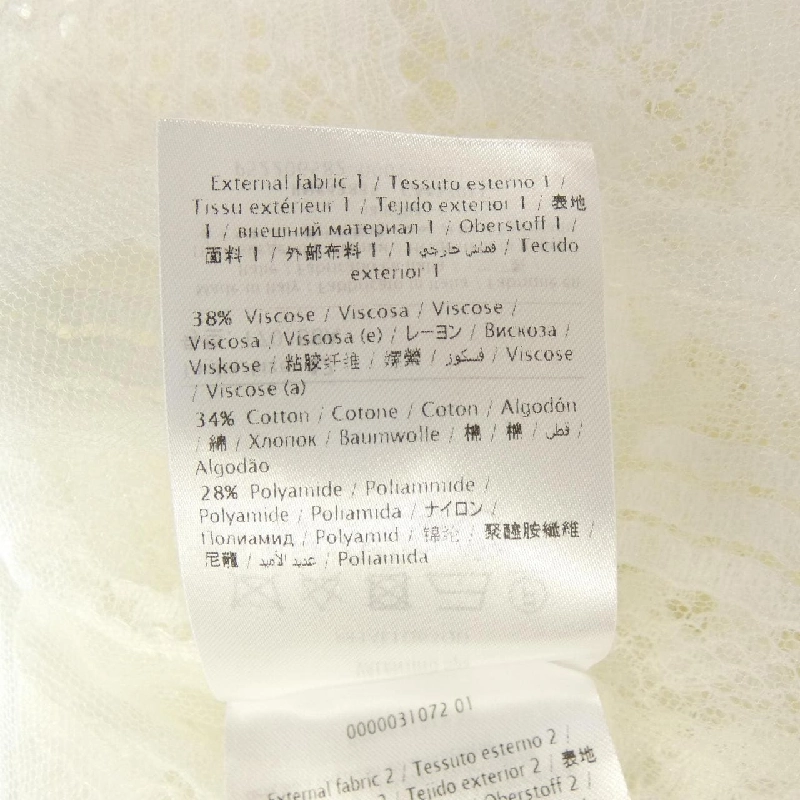 External fabric 1 / Tessuto esterno 1 /
Tissu extérieur 1 / Tejido exterior 1 / 表地
1 / внешний материал 1 / Oberstoff 1 /
面料 1 / 外部布料 1 / قماش خارجي 1 / Tecido
exterior 1
38% Viscose / Viscosa / Viscose /
Viscosa / Viscosa (e) / レーヨン / Вискоза /
Viskose / 粘胶纤维 / 嫘縈 / فسكوز / Viscose
/ Viscose (a)
34% Cotton / Cotone / Coton / Algodón
/ 綿 / Хлопок / Baumwolle / 棉 / 棉 / قطن /
Algodão
28% Polyamide / Poliammide /
Polyamide / Poliamida / ナイロン /
Полиамид / Polyamid / 锦纶 / 聚醯胺纖維 /
尼龍 / عديد الأميد / Poliamida
0000031072 01
External fabric 2 / Tessuto esterno 2 /
2 / Tejido exterior 2 / 表地
Oberstoff 2 /